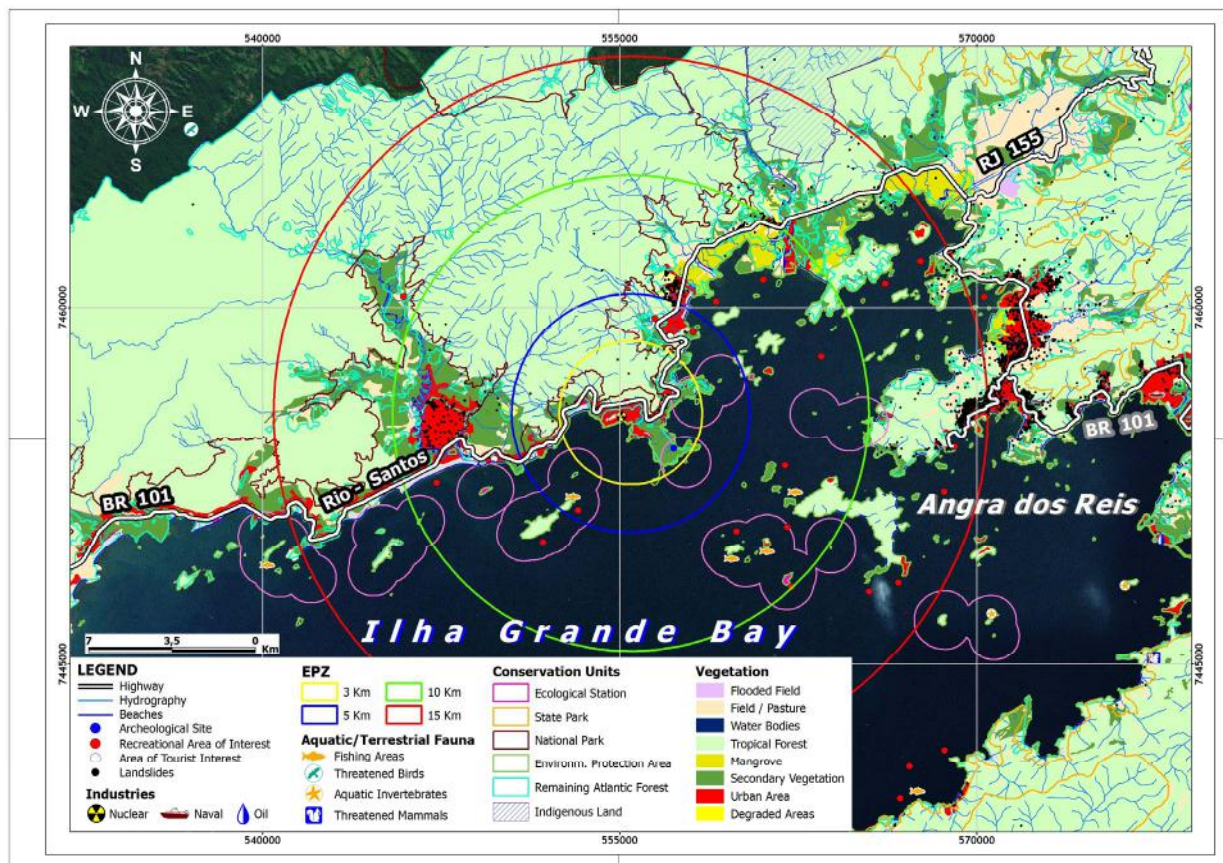 540000 555000 570000
N
W E
S
RJ 155
7460000 7460000
BR 101
Rio - Santos
BR 101
Angra dos Reis
Ilha Grande Bay
7 3,5 0
Km
7445000 7445000
LEGEND
Highway
Hydrography
Beaches
Archeological Site
Recreational Area of Interest
Area of Tourist Interest
Landslides
Industries
Nuclear Naval Oil
EPZ
3 Km 10 Km
5 Km 15 Km
Aquatic/Terrestrial Fauna
Fishing Areas
Threatened Birds
Aquatic Invertebrates
Threatened Mammals
Conservation Units
Ecological Station
State Park
National Park
Environm. Protection Area
Remaining Atlantic Forest
Indigenous Land
Vegetation
Flooded Field
Field / Pasture
Water Bodies
Tropical Forest
Mangrove
Secondary Vegetation
Urban Area
Degraded Areas
540000 555000 570000